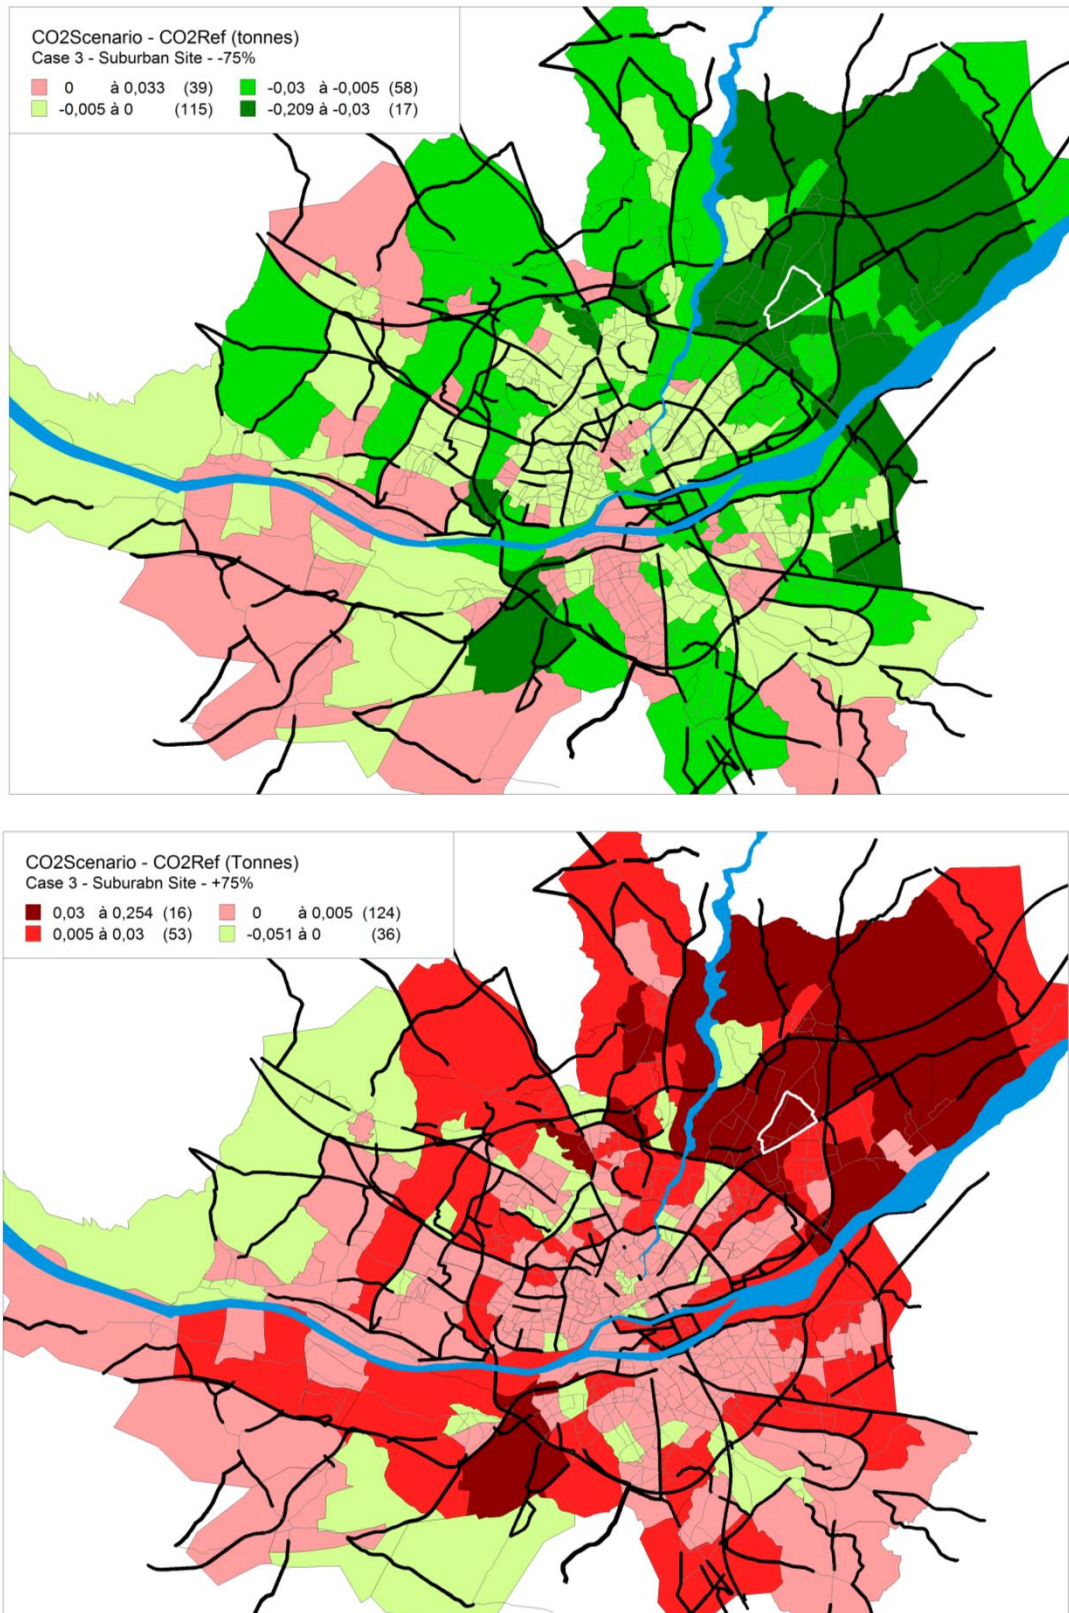 CO2Scenario - CO2Ref (tonnes)
Case 3 - Suburban Site - -75%
0 à 0,033 (39) -0,03 à -0,005 (58)
-0,005 à 0 (115) -0,209 à -0,03 (17)
CO2Scenario - CO2Ref (Tonnes)
Case 3 - Suburabn Site - +75%
0,03 à 0,254 (16) 0 à 0,005 (124)
0,005 à 0,03 (53) -0,051 à 0 (36)